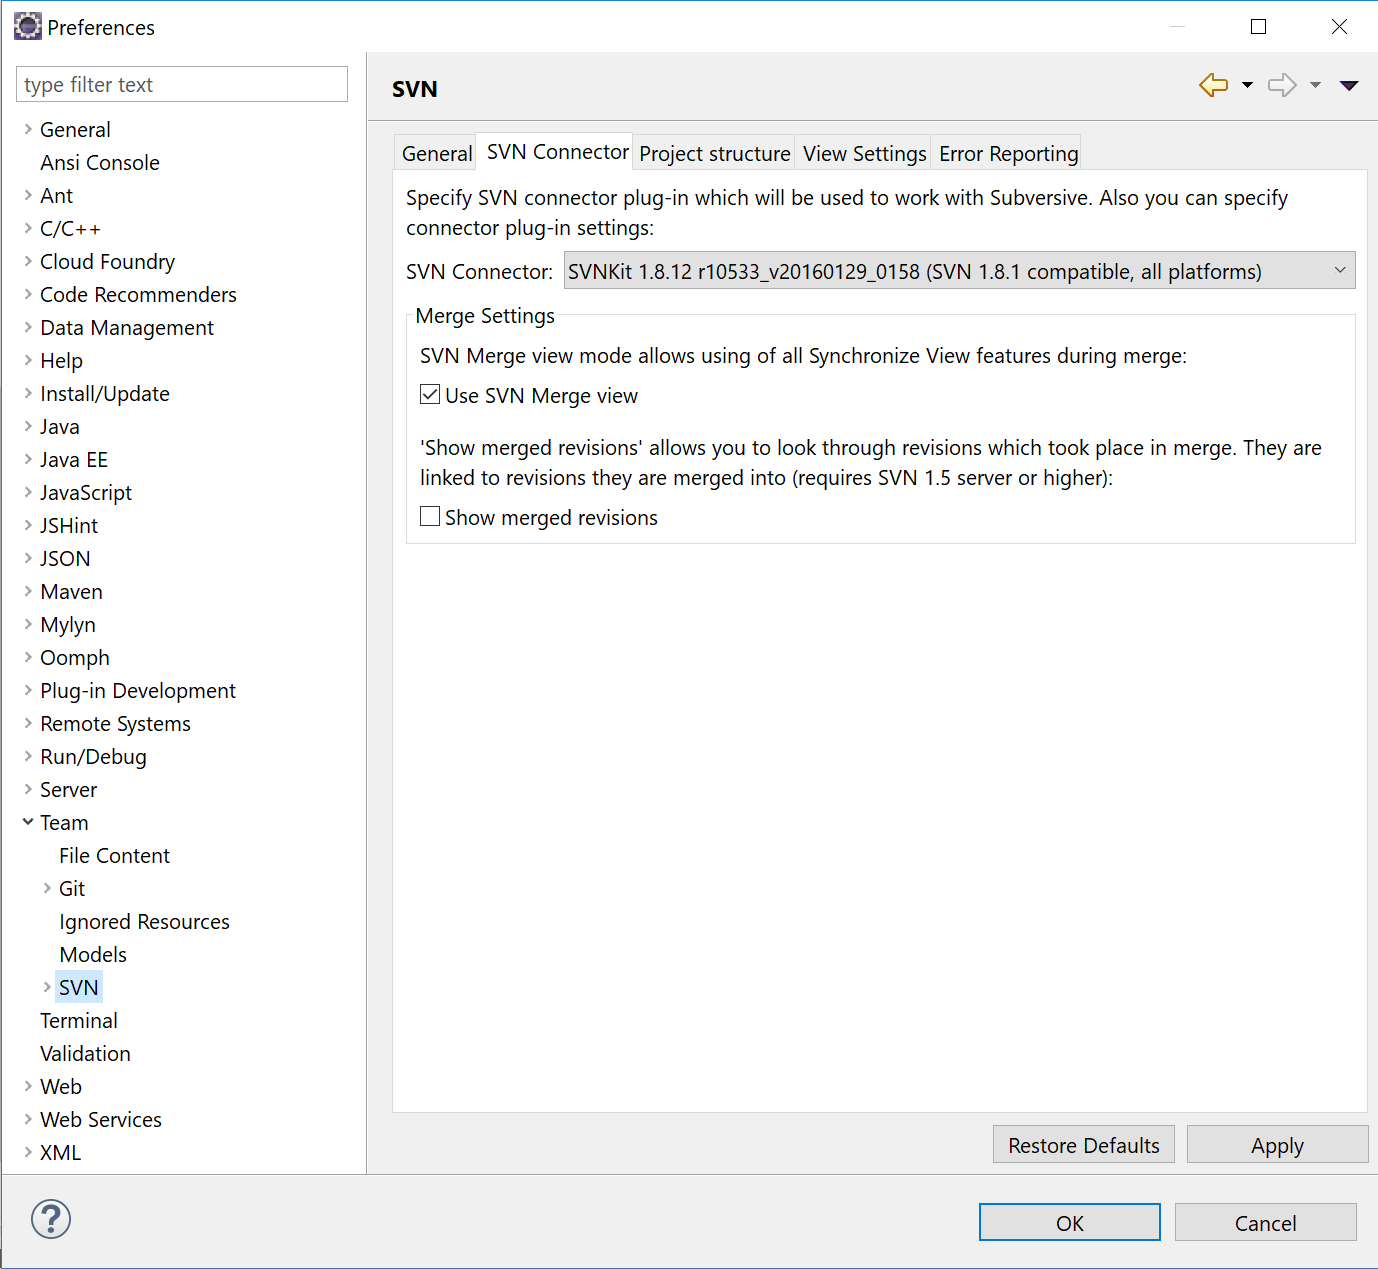 Preferences
type filter text
General
Ansi Console
Ant
C/C++
Cloud Foundry
Code Recommenders
Data Management
Help
Install/Update
Java
Java EE
JavaScript
JSHint
JSON
Maven
Mylyn
Oomph
Plug-in Development
Remote Systems
Run/Debug
Server
Team
File Content
Git
Ignored Resources
Models
SVN
Terminal
Validation
Web
Web Services
XML
SVN
General SVN Connector Project structure View Settings Error Reporting
Specify SVN connector plug-in which will be used to work with Subversive. Also you can specify
connector plug-in settings:
SVN Connector: SVNKit 1.8.12 r10533_v20160129_0158 (SVN 1.8.1 compatible, all platforms)
Merge Settings
SVN Merge view mode allows using of all Synchronize View features during merge:
Use SVN Merge view
'Show merged revisions' allows you to look through revisions which took place in merge. They are
linked to revisions they are merged into (requires SVN 1.5 server or higher):
Show merged revisions
Restore Defaults Apply
? OK Cancel